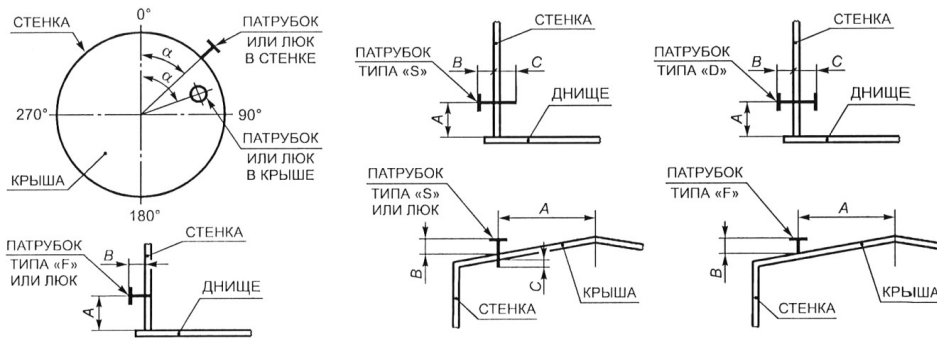 0°
СТЕНКА
ПАТРУБОК
ИЛИ ЛЮК
В СТЕНКЕ
α
α
270°
90°
ПАТРУБОК
ИЛИ ЛЮК
В КРЫШЕ
КРЫША
180°
СТЕНКА
ПАТРУБОК
ТИПА «S»
B
C
A
ДНИЩЕ
СТЕНКА
ПАТРУБОК
ТИПА «D»
B
C
A
ДНИЩЕ
СТЕНКА
ПАТРУБОК
ТИПА «F»
ИЛИ ЛЮК
B
A
ДНИЩЕ
ПАТРУБОК
ТИПА «S»
ИЛИ ЛЮК
A
B
C
КРЫША
СТЕНКА
ПАТРУБОК
ТИПА «F»
A
B
КРЫША
СТЕНКА